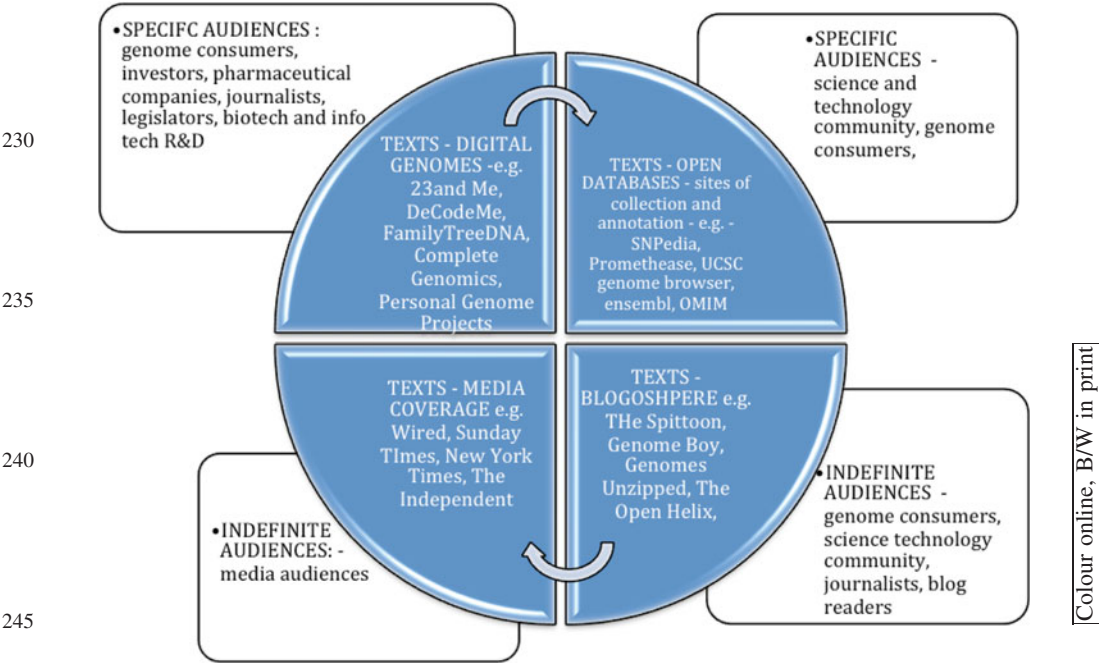 •SPECIFC AUDIENCES :
genome consumers,
investors, pharmaceutical
companies, journalists,
legislators, biotech and info
tech R&D
•SPECIFIC
AUDIENCES -
science and
technology
community, genome
consumers,
TEXTS - DIGITAL
GENOMES -e.g.
23and Me,
DeCodeMe,
FamilyTreeDNA,
Complete
Genomics,
Personal Genome
Projects
TEXTS - OPEN
DATABASES - sites of
collection and
annotation - e.g. -
SNPedia,
Promethease, UCSC
genome browser,
ensembl, OMIM
TEXTS - MEDIA
COVERAGE e.g.
Wired, Sunday
TImes, New York
Times, The
Independent
TEXTS -
BLOGOSHPERE e.g.
THe Spittoon,
Genome Boy,
Genomes
Unzipped, The
Open Helix,
•INDEFINITE
AUDIENCES: -
media audiences
•INDEFINITE
AUDIENCES -
genome consumers,
science technology
community,
journalists, blog
readers
230
235
240
245
Colour online, B/W in print